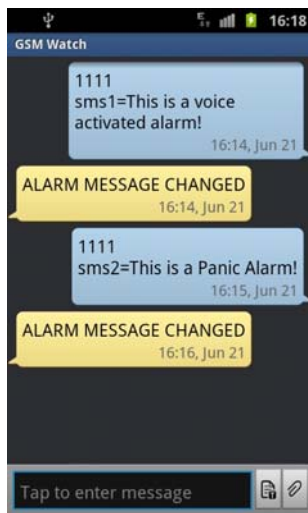 16:18
GSM Watch
1111
sms1=This is a voice
activated alarm!
16:14, Jun 21
ALARM MESSAGE CHANGED
16:14, Jun 21
1111
sms2=This is a Panic Alarm!
16:15, Jun 21
ALARM MESSAGE CHANGED
16:16, Jun 21
Tap to enter message